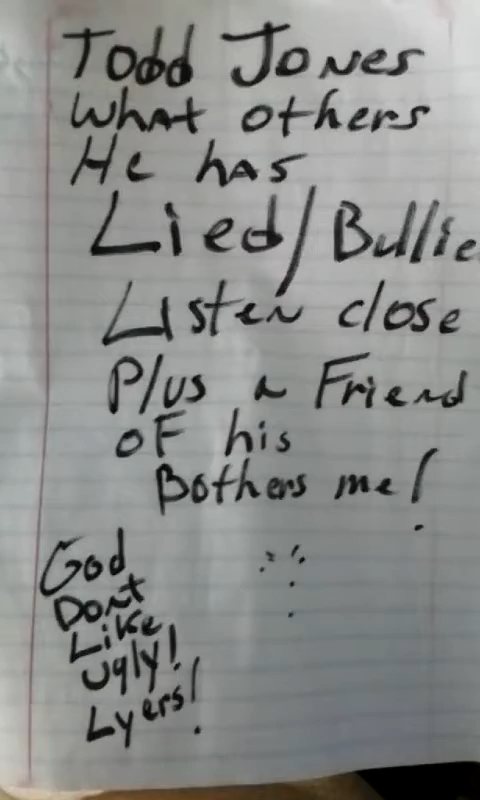 Todd Jones
What others
He has
Lied/Bullie
Listen close
Plus a Friend
OF his
Bothers me!
God
Dont
Like
Ugly!
Lyers!